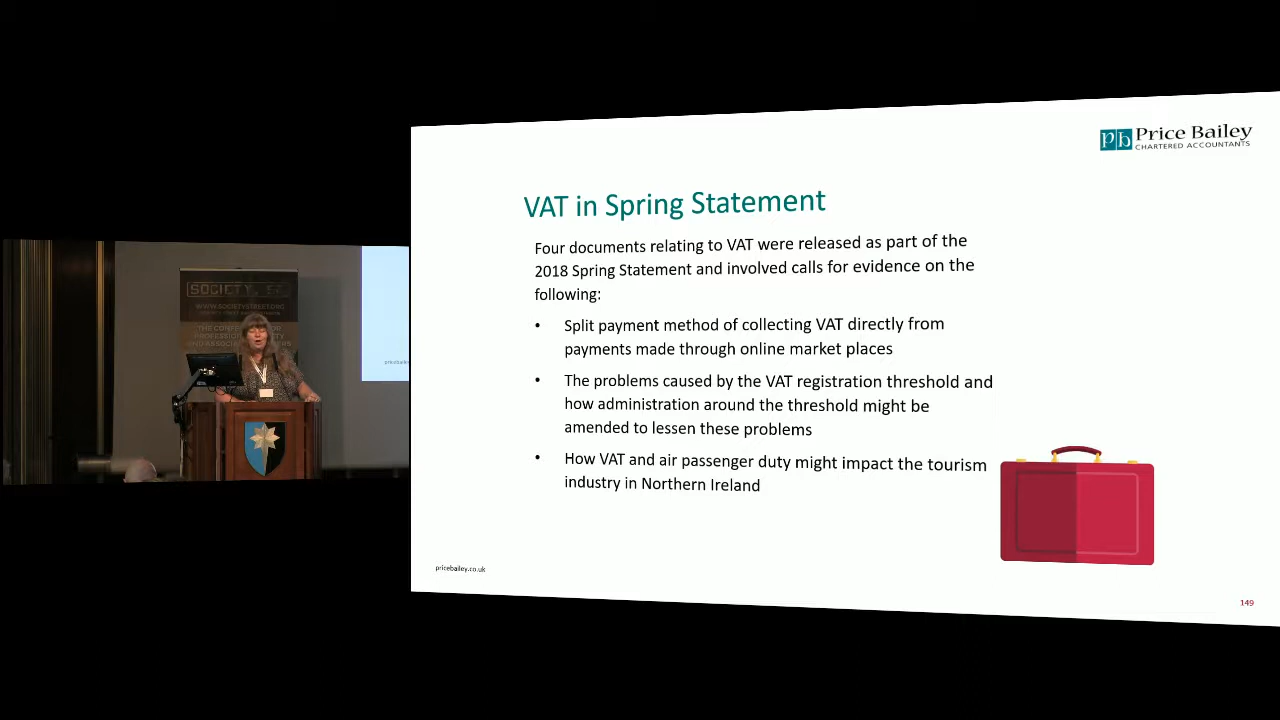 Price Bailey
CHARTERED ACCOUNTANTS
VAT in Spring Statement
Four documents relating to VAT were released as part of the
2018 Spring Statement and involved calls for evidence on the
following:
• Split payment method of collecting VAT directly from
payments made through online market places
• The problems caused by the VAT registration threshold and
how administration around the threshold might be
amended to lessen these problems
• How VAT and air passenger duty might impact the tourism
industry in Northern Ireland
pricebailey.co.uk
149
SOCIETY
WWW.SOCIETYSTREET.ORG